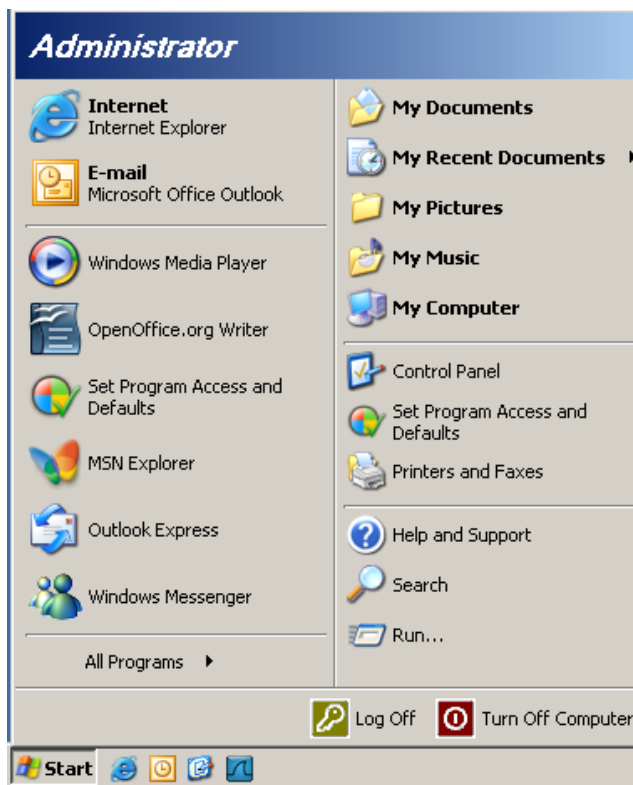 Administrator
Internet
Internet Explorer
E-mail
Microsoft Office Outlook
Windows Media Player
OpenOffice.org Writer
Set Program Access and
Defaults
MSN Explorer
Outlook Express
Windows Messenger
All Programs
My Documents
My Recent Documents
My Pictures
My Music
My Computer
Control Panel
Set Program Access and
Defaults
Printers and Faxes
Help and Support
Search
Run...
Log Off
Turn Off Computer
Start